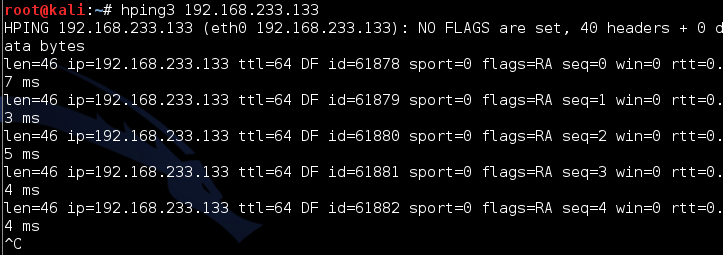 root@kali:~# hping3 192.168.233.133
HPING 192.168.233.133 (eth0 192.168.233.133): NO FLAGS are set, 40 headers + 0 d
ata bytes
len=46 ip=192.168.233.133 ttl=64 DF id=61878 sport=0 flags=RA seq=0 win=0 rtt=0.
7 ms
len=46 ip=192.168.233.133 ttl=64 DF id=61879 sport=0 flags=RA seq=1 win=0 rtt=0.
3 ms
len=46 ip=192.168.233.133 ttl=64 DF id=61880 sport=0 flags=RA seq=2 win=0 rtt=0.
5 ms
len=46 ip=192.168.233.133 ttl=64 DF id=61881 sport=0 flags=RA seq=3 win=0 rtt=0.
4 ms
len=46 ip=192.168.233.133 ttl=64 DF id=61882 sport=0 flags=RA seq=4 win=0 rtt=0.
4 ms
^C